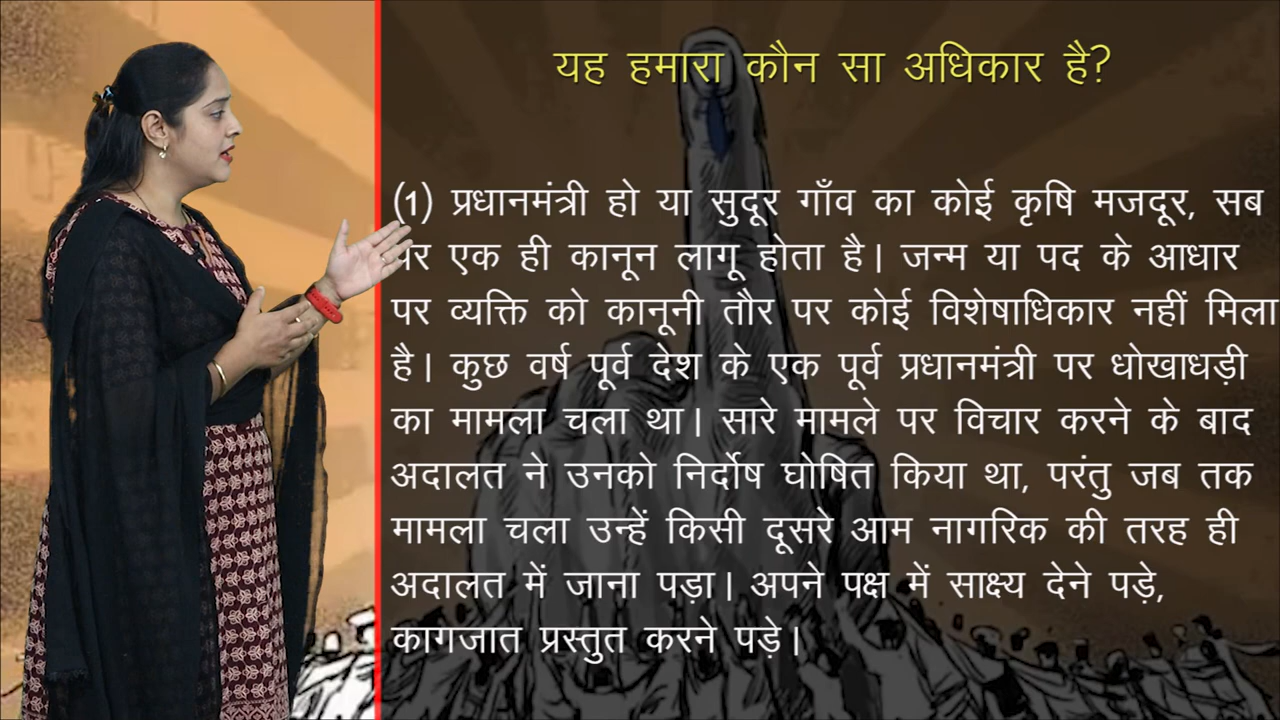 यह हमारा कौन सा अधिकार है?
(1) प्रधानमंत्री हो या सुदूर गाँव का कोई कृषि मजदूर, सब
पर एक ही कानून लागू होता है। जन्म या पद के आधार
पर व्यक्ति को कानूनी तौर पर कोई विशेषाधिकार नहीं मिला
है। कुछ वर्ष पूर्व देश के एक पूर्व प्रधानमंत्री पर धोखाधड़ी
का मामला चला था। सारे मामले पर विचार करने के बाद
अदालत ने उनको निर्दोष घोषित किया था, परंतु जब तक
मामला चला उन्हें किसी दूसरे आम नागरिक की तरह ही
अदालत में जाना पड़ा। अपने पक्ष में साक्ष्य देने पड़े,
कागजात प्रस्तुत करने पड़े।